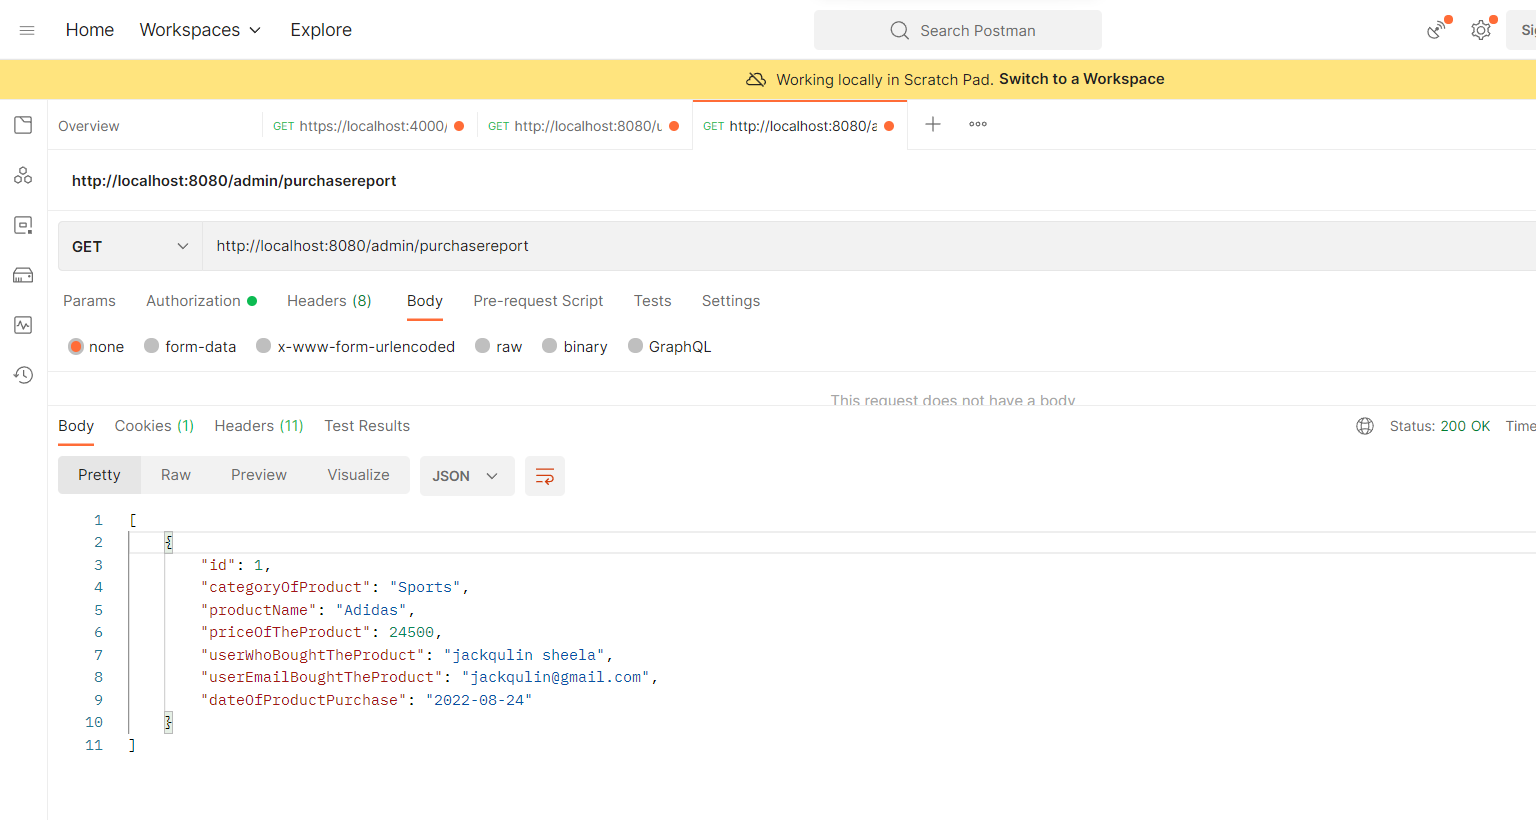 Home Workspaces Explore Search Postman
Working locally in Scratch Pad. Switch to a Workspace
Overview GET https://localhost:4000/ GET http://localhost:8080/u GET http://localhost:8080/a
http://localhost:8080/admin/purchasereport
GET http://localhost:8080/admin/purchasereport
Params Authorization Headers (8) Body Pre-request Script Tests Settings
none form-data x-www-form-urlencoded raw binary GraphQL
This request does not have a body
Body Cookies (1) Headers (11) Test Results Status: 200 OK Time
Pretty Raw Preview Visualize JSON
1 [
2 {
3 "id": 1,
4 "categoryOfProduct": "Sports",
5 "productName": "Adidas",
6 "priceOfTheProduct": 24500,
7 "userWhoBoughtTheProduct": "jackqulin sheela",
8 "userEmailBoughtTheProduct": "jackqulin@gmail.com",
9 "dateOfProductPurchase": "2022-08-24"
10 }
11 ]